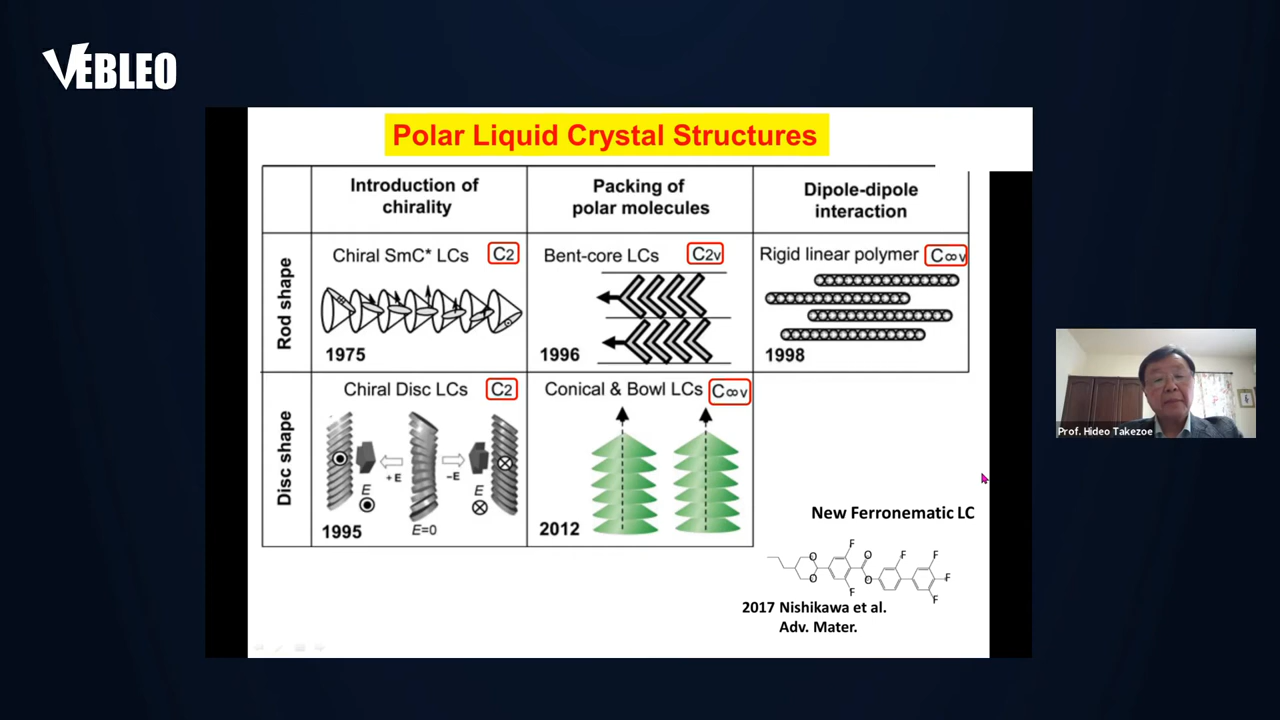 VEBLEO
Polar Liquid Crystal Structures
Introduction of
chirality
Packing of
polar molecules
Dipole-dipole
interaction
Rod shape
Chiral SmC* LCs
C2
1975
Bent-core LCs
C2v
1996
Rigid linear polymer
C∞v
1998
Disc shape
Chiral Disc LCs
C2
+E
−E
E
E
E=0
1995
Conical & Bowl LCs
C∞v
2012
New Ferronematic LC
O
O
F
F
O
O
F
F
F
F
2017 Nishikawa et al.
Adv. Mater.
Prof. Hideo Takezoe